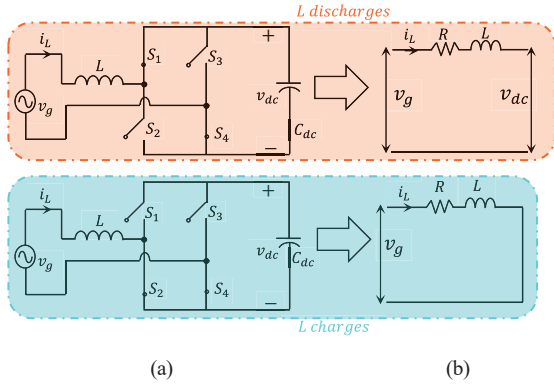 L discharges
i_L
L
S_1
S_3
+
v_g
v_dc
S_2
S_4
C_dc
−
i_L
R
L
v_g
v_dc
i_L
L
S_1
S_3
+
v_g
v_dc
C_dc
S_2
S_4
−
i_L
R
L
v_g
L charges
(a)
(b)